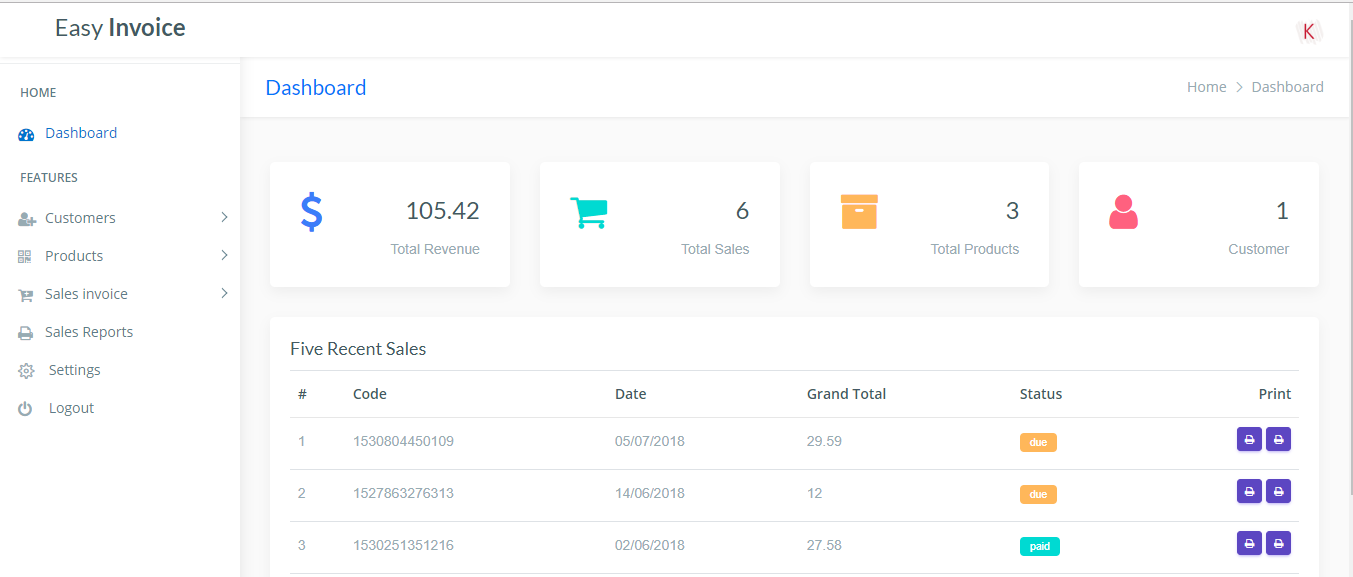 Easy Invoice
K
HOME
Dashboard
FEATURES
Customers
Products
Sales invoice
Sales Reports
Settings
Logout
Dashboard
Home > Dashboard
105.42
Total Revenue
6
Total Sales
3
Total Products
1
Customer
Five Recent Sales
# Code Date Grand Total Status Print
1 1530804450109 05/07/2018 29.59 due
2 1527863276313 14/06/2018 12 due
3 1530251351216 02/06/2018 27.58 paid